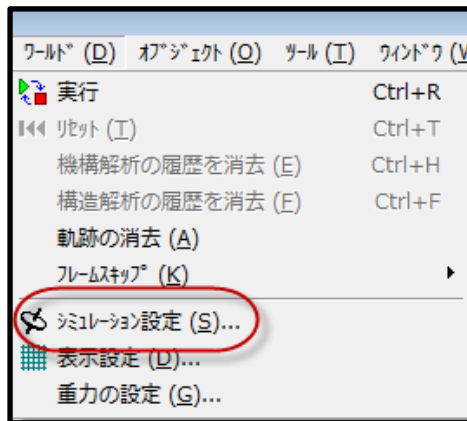 ﾜｰﾙﾄﾞ (D) ｵﾌﾞｼﾞｪｸﾄ (O) ﾂｰﾙ (T) ｳｨﾝﾄﾞｳ (W
実行 Ctrl+R
ﾘｾｯﾄ (T) Ctrl+T
機構解析の履歴を消去 (E) Ctrl+H
構造解析の履歴を消去 (F) Ctrl+F
軌跡の消去 (A)
ﾌﾚｰﾑｽｷｯﾌﾟ (K)
ｼﾐｭﾚｰｼｮﾝ設定 (S)...
表示設定 (D)...
重力の設定 (G)...